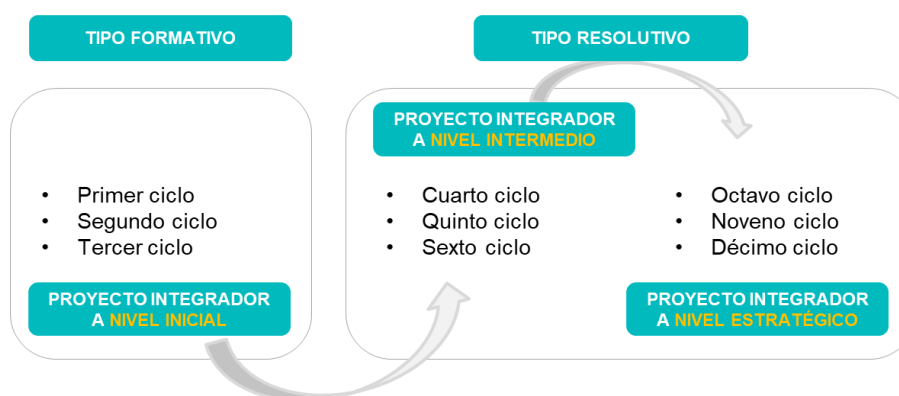 TIPO FORMATIVO
TIPO RESOLUTIVO
• Primer ciclo
• Segundo ciclo
• Tercer ciclo
PROYECTO INTEGRADOR
A NIVEL INICIAL
PROYECTO INTEGRADOR
A NIVEL INTERMEDIO
• Cuarto ciclo
• Quinto ciclo
• Sexto ciclo
• Octavo ciclo
• Noveno ciclo
• Décimo ciclo
PROYECTO INTEGRADOR
A NIVEL ESTRATÉGICO